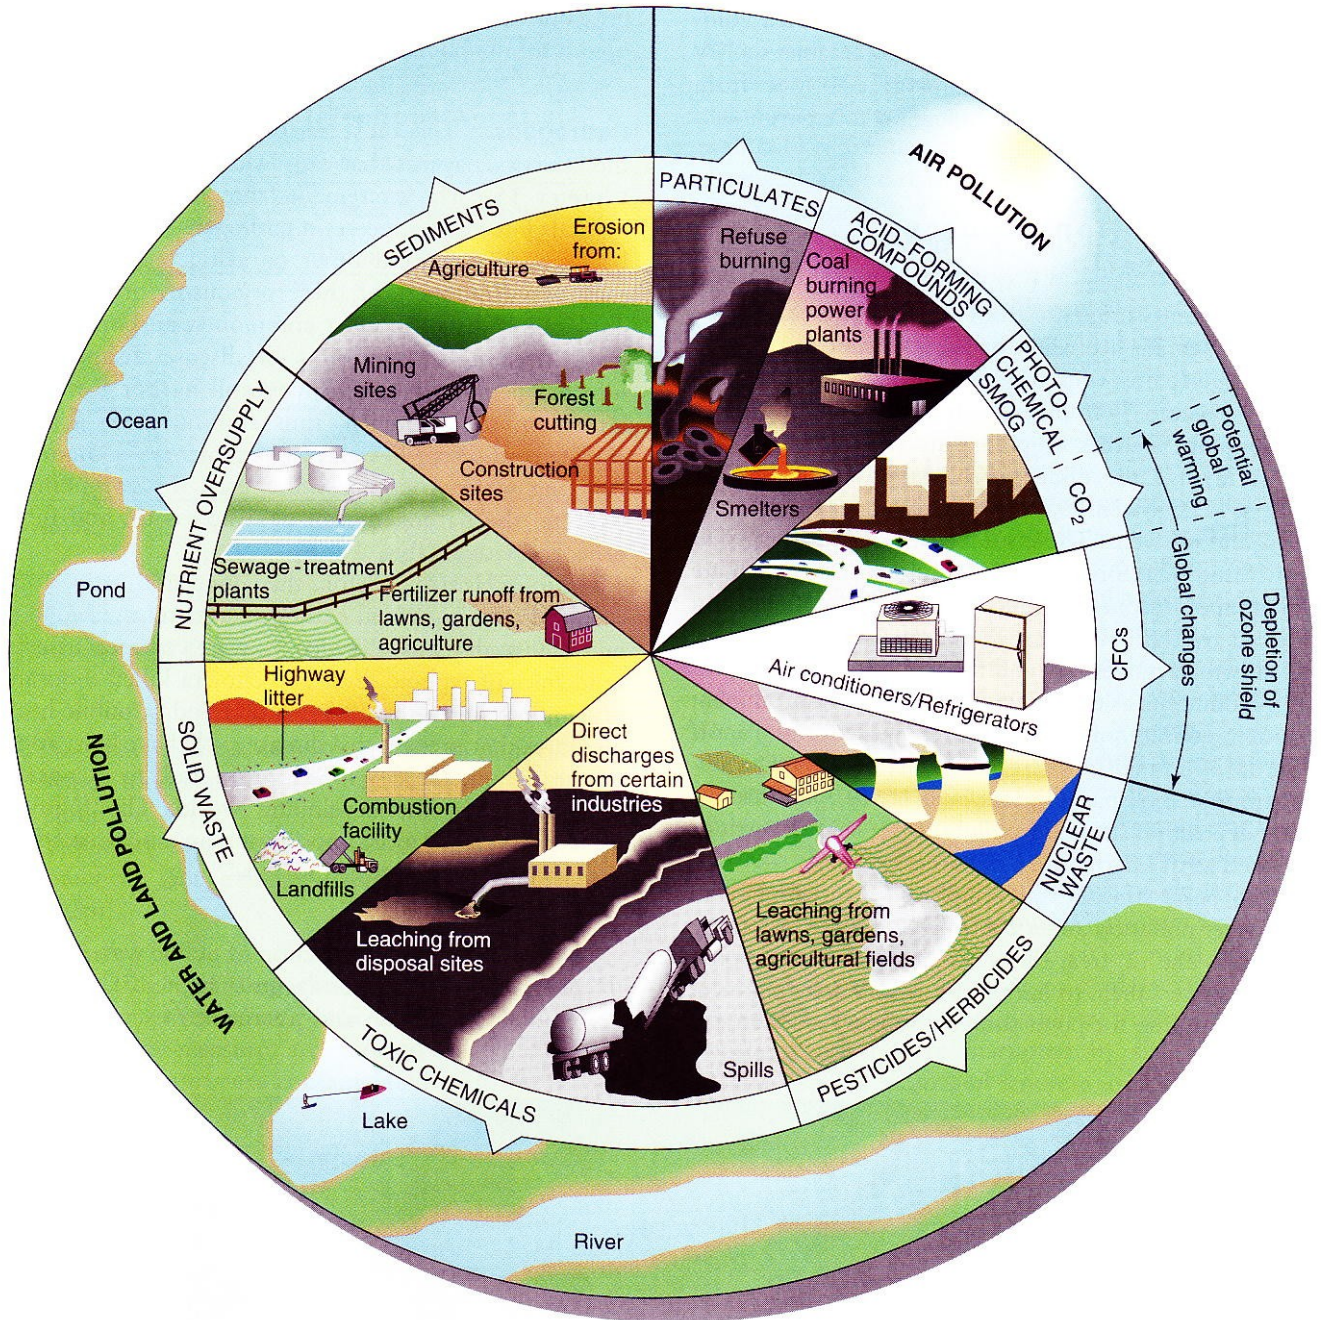 AIR POLLUTION
PARTICULATES
Refuse
burning
ACID-FORMING
COMPOUNDS
Coal
burning
power
plants
Smelters
PHOTO-
CHEMICAL
SMOG
CO2
Potential
global
warming
Global changes
Depletion of
ozone shield
CFCs
Air conditioners/Refrigerators
NUCLEAR
WASTE
PESTICIDES/HERBICIDES
Leaching from
lawns, gardens,
agricultural fields
TOXIC CHEMICALS
Direct
discharges
from certain
industries
Leaching from
disposal sites
Spills
SOLID WASTE
Highway
litter
Combustion
facility
Landfills
NUTRIENT OVERSUPPLY
Sewage-treatment
plants
Fertilizer runoff from
lawns, gardens,
agriculture
SEDIMENTS
Erosion
from:
Agriculture
Mining
sites
Forest
cutting
Construction
sites
WATER AND LAND POLLUTION
Ocean
Pond
Lake
River